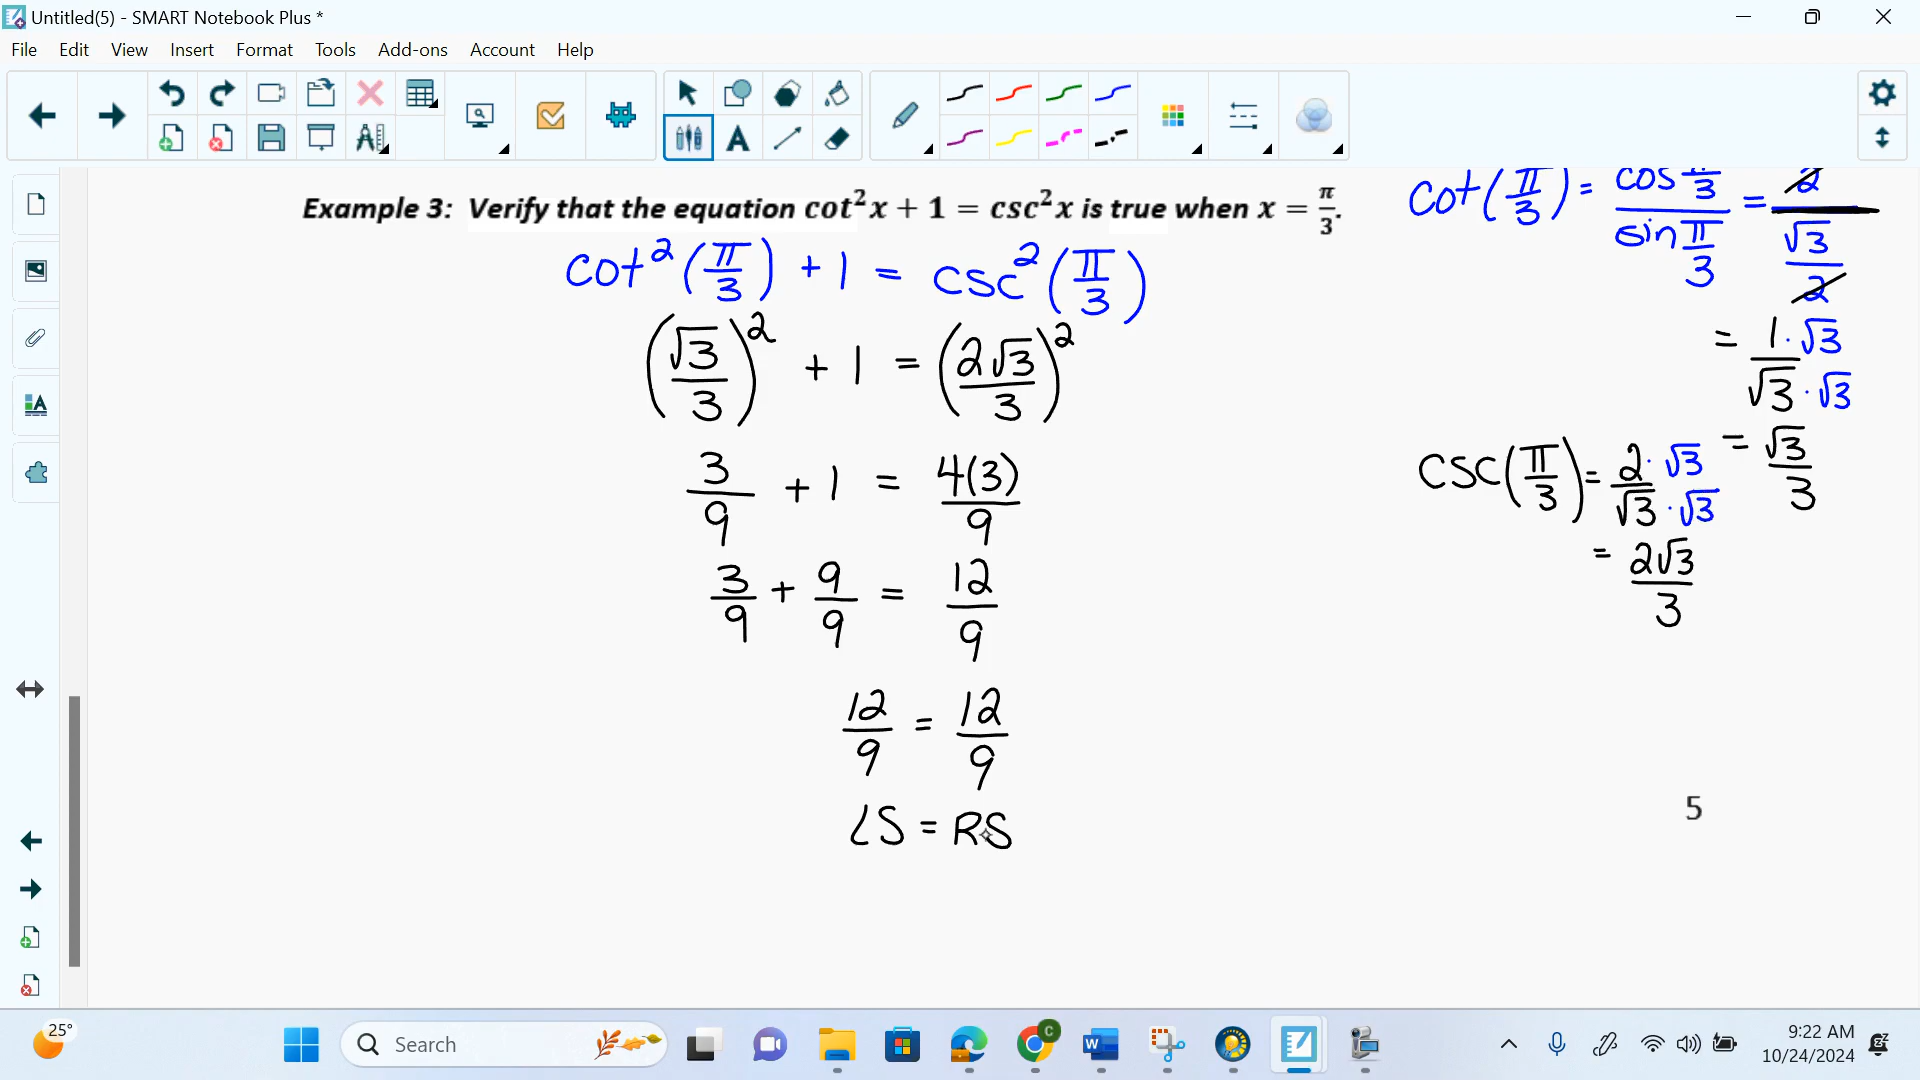 Untitled(5) - SMART Notebook Plus *
File Edit View Insert Format Tools Add-ons Account Help
Example 3: Verify that the equation cot²x + 1 = csc²x is true when x = π/3.
cot²(π/3) + 1 = csc²(π/3)
(√3/3)² + 1 = (2√3/3)²
3/9 + 1 = 4(3)/9
3/9 + 9/9 = 12/9
12/9 = 12/9
LS = RS
cot(π/3) = cos π/3 / sin π/3 = 2 / √3/2
= 1·√3 / √3·√3
= √3/3
csc(π/3) = 2·√3 / √3·√3
= 2√3/3
5
25°
Search
C
W
9:22 AM
10/24/2024